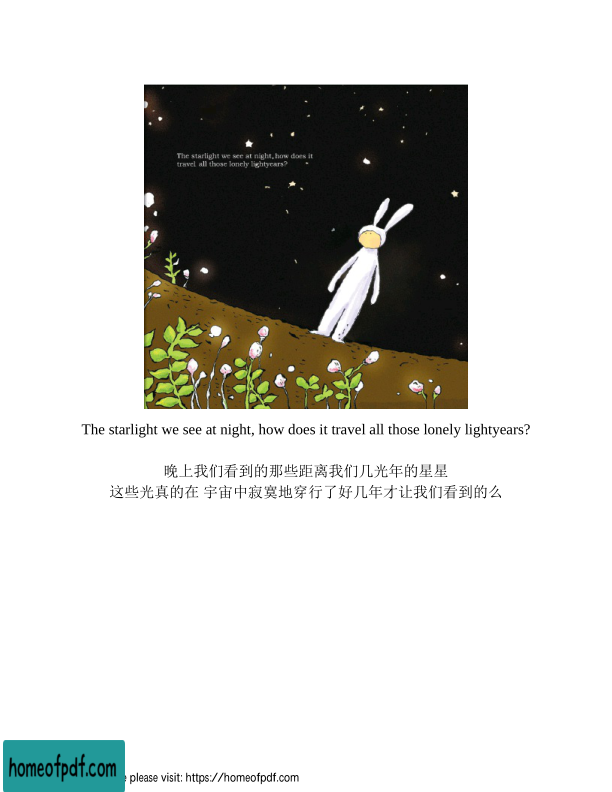 The starlight we see at night, how does it
travel all those lonely lightyears?
The starlight we see at night, how does it travel all those lonely lightyears?
晚上我们看到的那些距离我们几光年的星星
这些光真的在 宇宙中寂寞地穿行了好几年才让我们看到的么
homeofpdf.com
please visit: https://homeofpdf.com